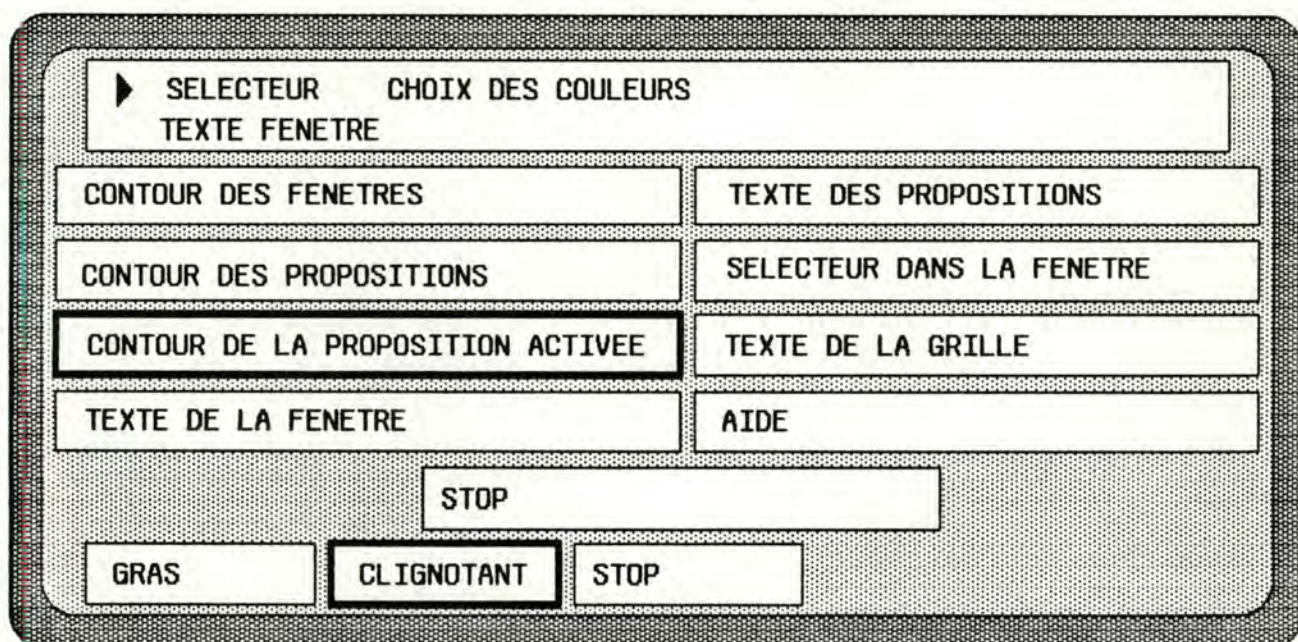 SELECTEUR CHOIX DES COULEURS
TEXTE FENETRE
CONTOUR DES FENETRES TEXTE DES PROPOSITIONS
CONTOUR DES PROPOSITIONS SELECTEUR DANS LA FENETRE
CONTOUR DE LA PROPOSITION ACTIVEE TEXTE DE LA GRILLE
TEXTE DE LA FENETRE AIDE
STOP
GRAS CLIGNOTANT STOP